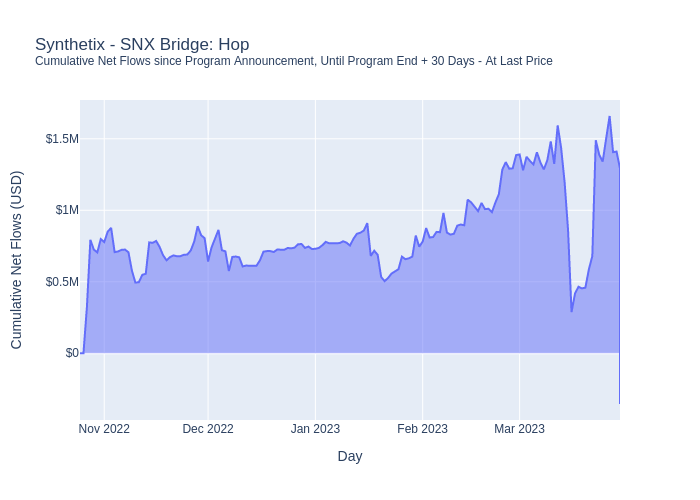 Synthetix - SNX Bridge: Hop
Cumulative Net Flows since Program Announcement, Until Program End + 30 Days - At Last Price
Cumulative Net Flows (USD)
$1.5M
$1M
$0.5M
$0
Nov 2022
Dec 2022
Jan 2023
Feb 2023
Mar 2023
Day